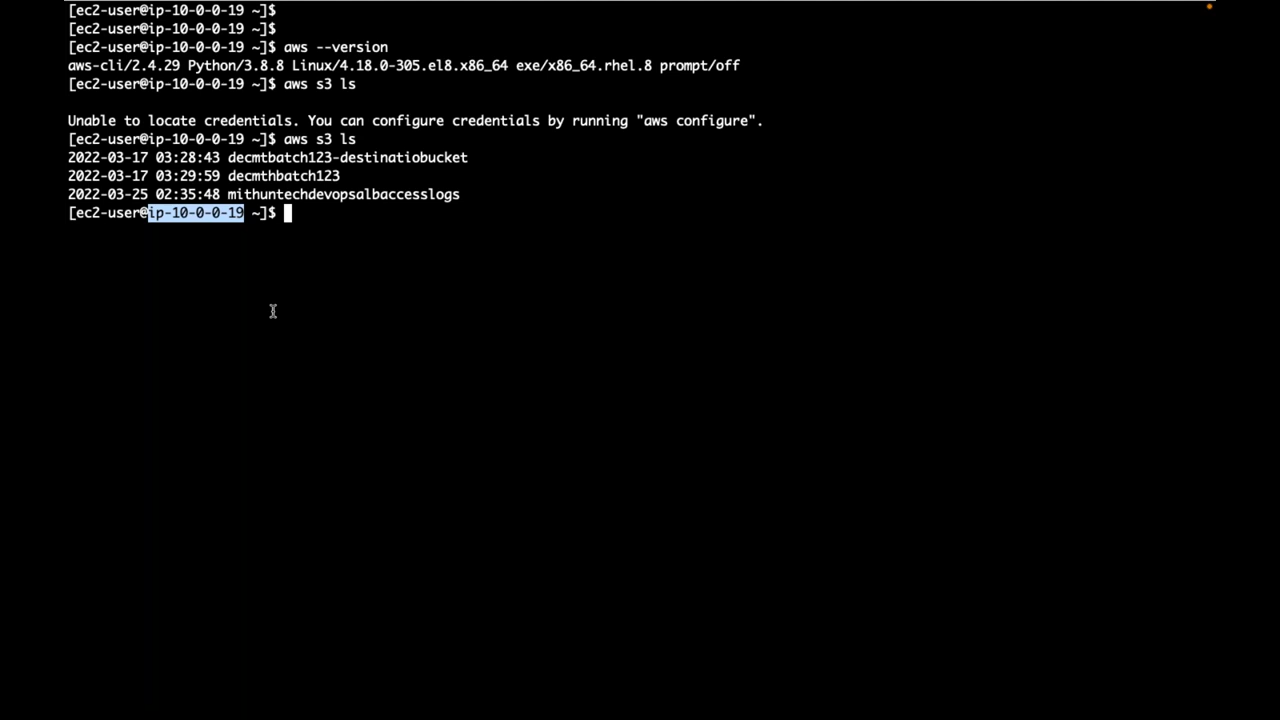 [ec2-user@ip-10-0-0-19 ~]$
[ec2-user@ip-10-0-0-19 ~]$
[ec2-user@ip-10-0-0-19 ~]$ aws --version
aws-cli/2.4.29 Python/3.8.8 Linux/4.18.0-305.el8.x86_64 exe/x86_64.rhel.8 prompt/off
[ec2-user@ip-10-0-0-19 ~]$ aws s3 ls
Unable to locate credentials. You can configure credentials by running "aws configure".
[ec2-user@ip-10-0-0-19 ~]$ aws s3 ls
2022-03-17 03:28:43 decmtbatch123-destinatiobucket
2022-03-17 03:29:59 decmthbatch123
2022-03-25 02:35:48 mithuntechdevopsalbaccesslogs
[ec2-user@ip-10-0-0-19 ~]$